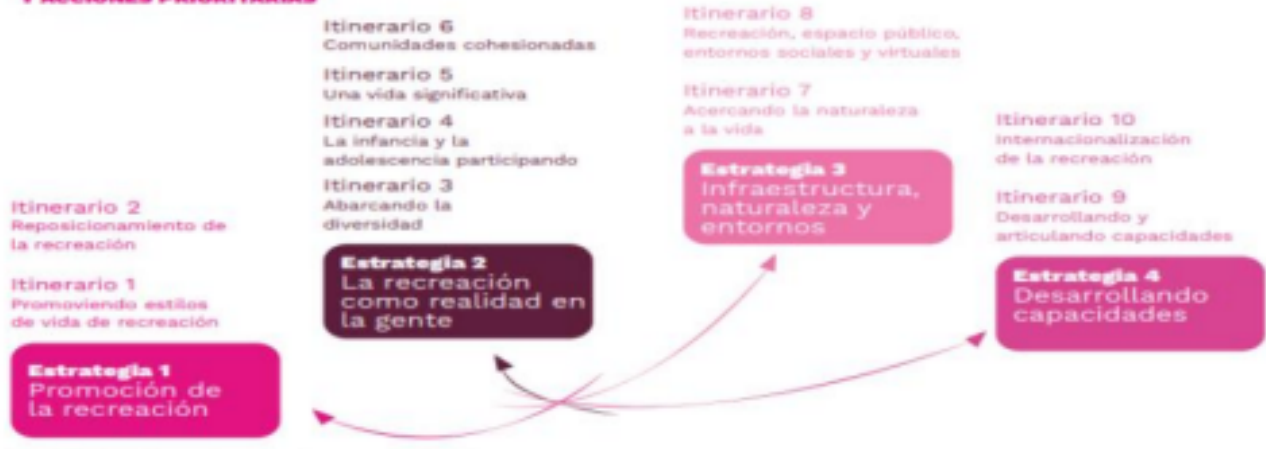 Y ACCIONES PRIORITARIAS
Itinerario 2
Reposicionamiento de
la recreación
Itinerario 1
Promoviendo estilos
de vida de recreación
Estrategia 1
Promoción de
la recreación
Itinerario 6
Comunidades cohesionadas
Itinerario 5
Una vida significativa
Itinerario 4
La infancia y la
adolescencia participando
Itinerario 3
Abarcando la
diversidad
Estrategia 2
La recreación
como realidad en
la gente
Itinerario 8
Recreación, espacio público,
entornos sociales y virtuales
Itinerario 7
Acercando la naturaleza
a la vida
Estrategia 3
Infraestructura,
naturaleza y
entornos
Itinerario 10
Internacionalización
de la recreación
Itinerario 9
Desarrollando y
articulando capacidades
Estrategia 4
Desarrollando
capacidades